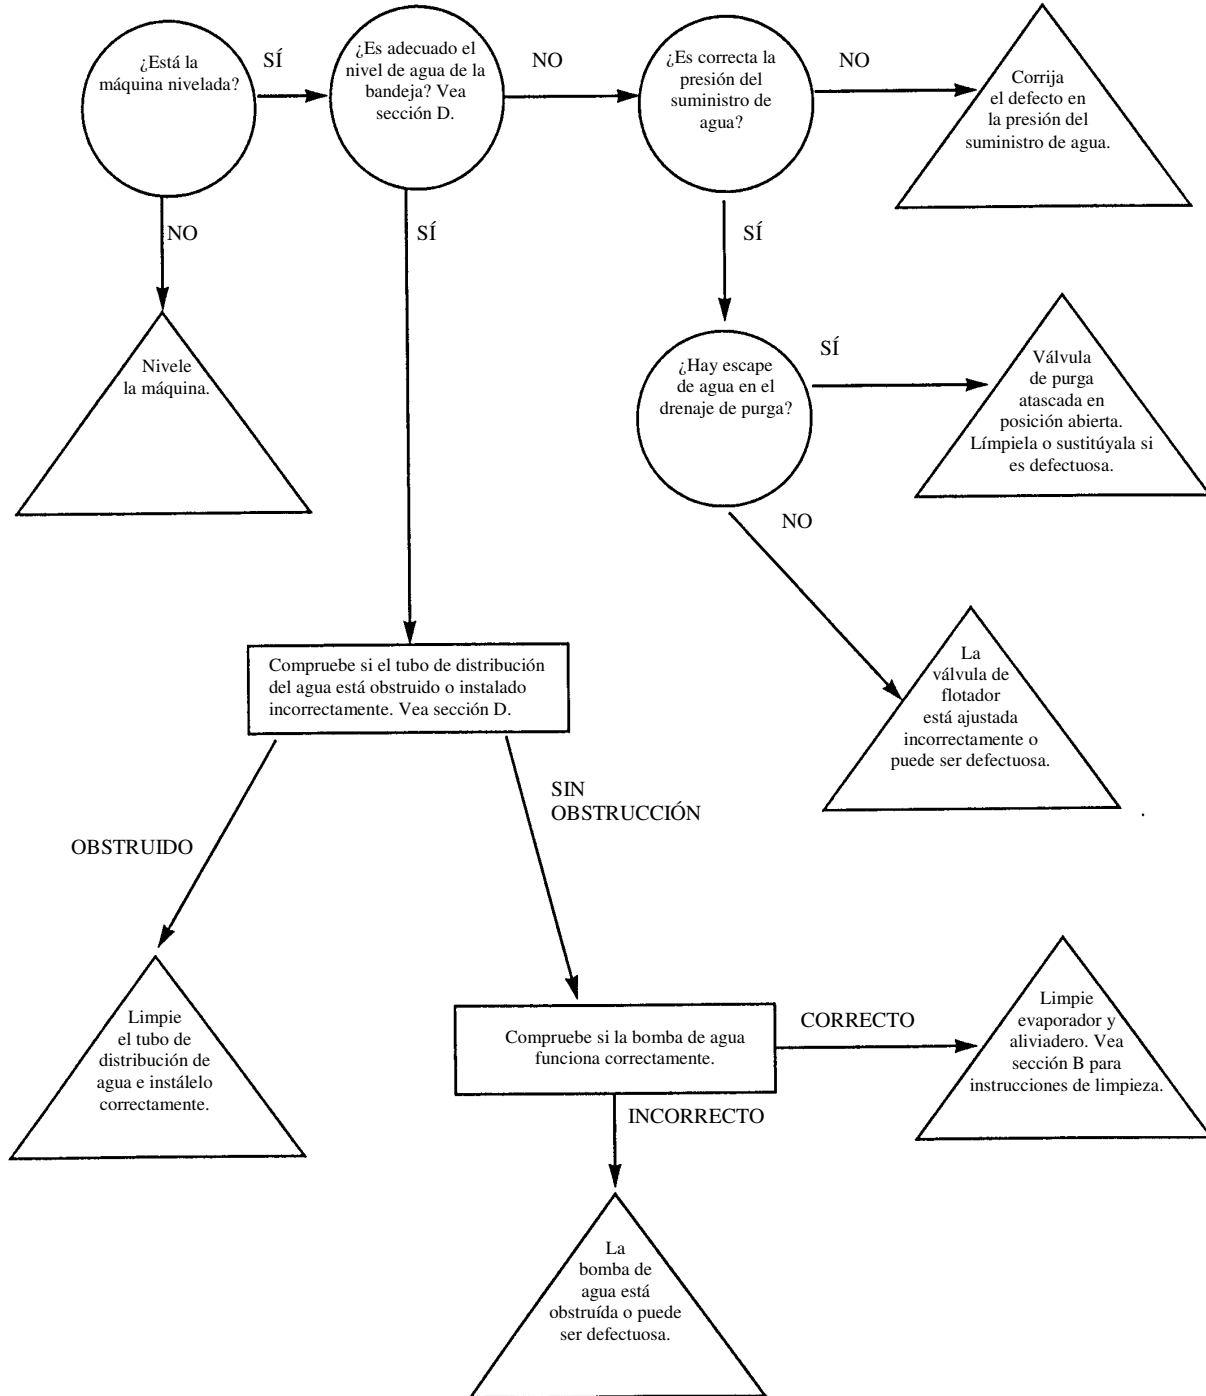 ¿Está la
máquina nivelada?
SÍ
¿Es adecuado el
nivel de agua de la
bandeja? Vea
sección D.
NO
¿Es correcta la
presión del
suministro de
agua?
NO
Corrija
el defecto en
la presión del
suministro de agua.
NO
SÍ
SÍ
Nivele
la máquina.
¿Hay escape
de agua en el
drenaje de purga?
SÍ
Válvula
de purga
atascada en
posición abierta.
Límpiela o sustitúyala si
es defectuosa.
NO
La
válvula de
flotador
está ajustada
incorrectamente o
puede ser defectuosa.
Compruebe si el tubo de distribución
del agua está obstruido o instalado
incorrectamente. Vea sección D.
OBSTRUIDO
SIN
OBSTRUCCIÓN
Limpie
el tubo de
distribución de
agua e instálelo
correctamente.
Compruebe si la bomba de agua
funciona correctamente.
CORRECTO
Limpie
evaporador y
aliviadero. Vea
sección B para
instrucciones de limpieza.
INCORRECTO
La
bomba de
agua está
obstruída o puede
ser defectuosa.